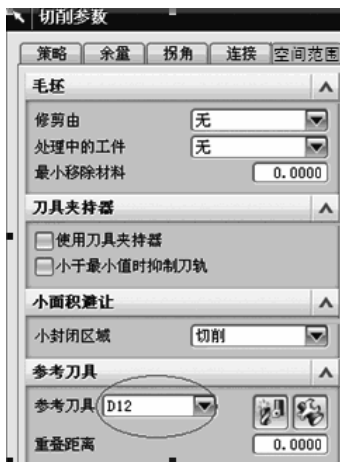 切削参数
策略 余量 拐角 连接 空间范围
毛坯
修剪由 无
处理中的工件 无
最小移除材料 0.0000
刀具夹持器
使用刀具夹持器
小于最小值时抑制刀轨
小面积避让
小封闭区域 切削
参考刀具
参考刀具 D12
重叠距离 0.0000